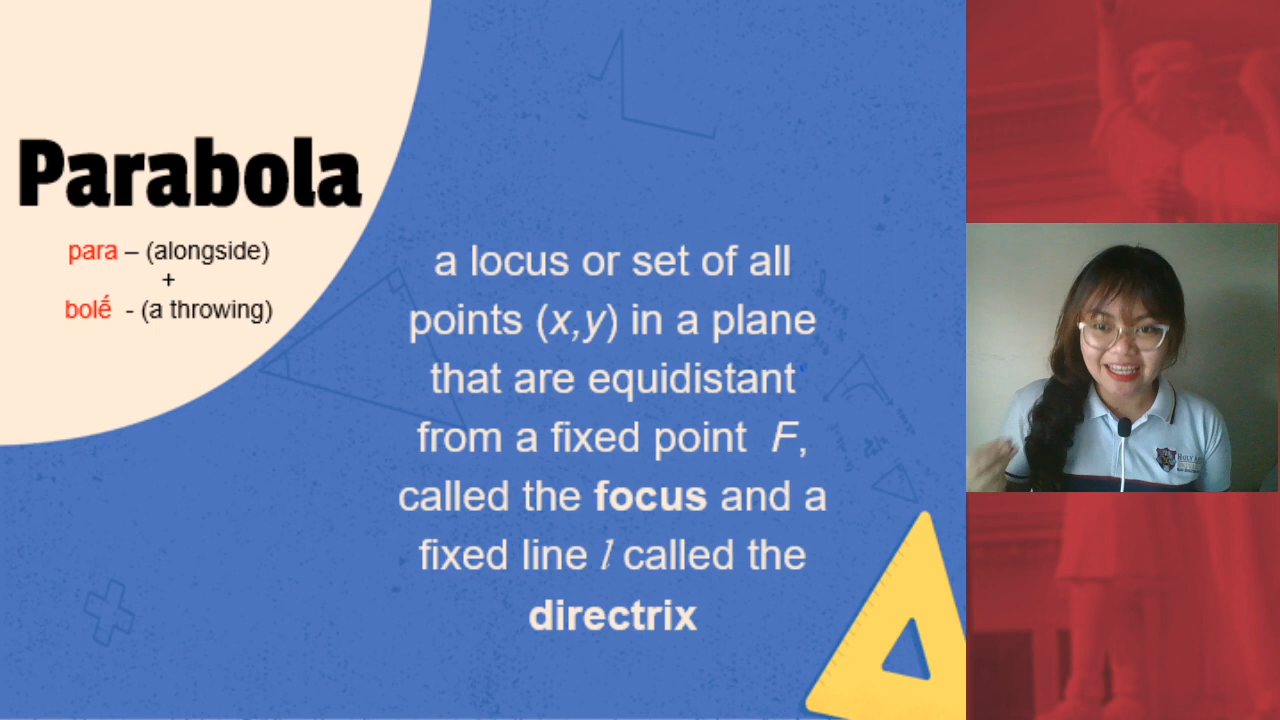 Parabola
para – (alongside)
+
bolḗ - (a throwing)
a locus or set of all
points (x,y) in a plane
that are equidistant
from a fixed point F,
called the focus and a
fixed line l called the
directrix